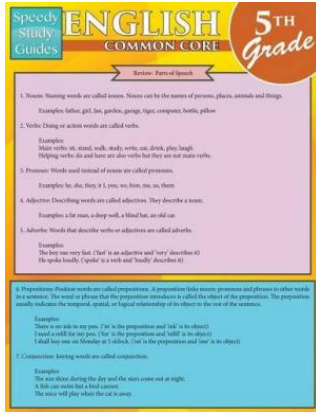 Speedy
Study
Guides
ENGLISH
COMMON CORE
5TH
Grade
Review- Parts of Speech
1. Nouns: Naming words are called nouns. Nouns can be the names of persons, places, animals and things.
Examples: father, girl, fan, garden, garage, tiger, computer, bottle, pillow
2. Verbs: Doing or action words are called verbs.
Examples:
Main verbs: sit, stand, walk, study, write, eat, drink, play, laugh
Helping verbs: do and have are also verbs but they are not main verbs.
3. Pronoun: Words used instead of nouns are called pronouns.
Examples: he, she, they, it I, you, we, him, me, us, them
4. Adjective: Describing words are called adjectives. They describe a noun.
Examples: a fat man, a deep well, a blind bat, an old car.
5. Adverbs: Words that describe verbs or adjectives are called adverbs.
Examples:
The boy ran very fast. ('fast' is an adjective and 'very' describes it)
He spoke loudly. ('spoke' is a verb and 'loudly' describes it)
6. Prepositions: Position words are called prepositions. A preposition links nouns, pronouns and phrases to other words
in a sentence. The word or phrase that the preposition introduces is called the object of the preposition. The preposition
usually indicates the temporal, spatial, or logical relationship of its object to the rest of the sentence.
Examples:
There is no ink in my pen. ('in' is the preposition and 'ink' is its object)
I need a refill for my pen. ('for' is the preposition and 'refill' is its object)
I shall buy one on Monday at 5 oclock. ('on' is the preposition and 'one' is its object)
7. Conjunction: Joining words are called conjunction.
Examples:
The sun shine during the day and the stars come out at night.
A fish can swim but a bird cannot.
The mice will play when the cat is away.